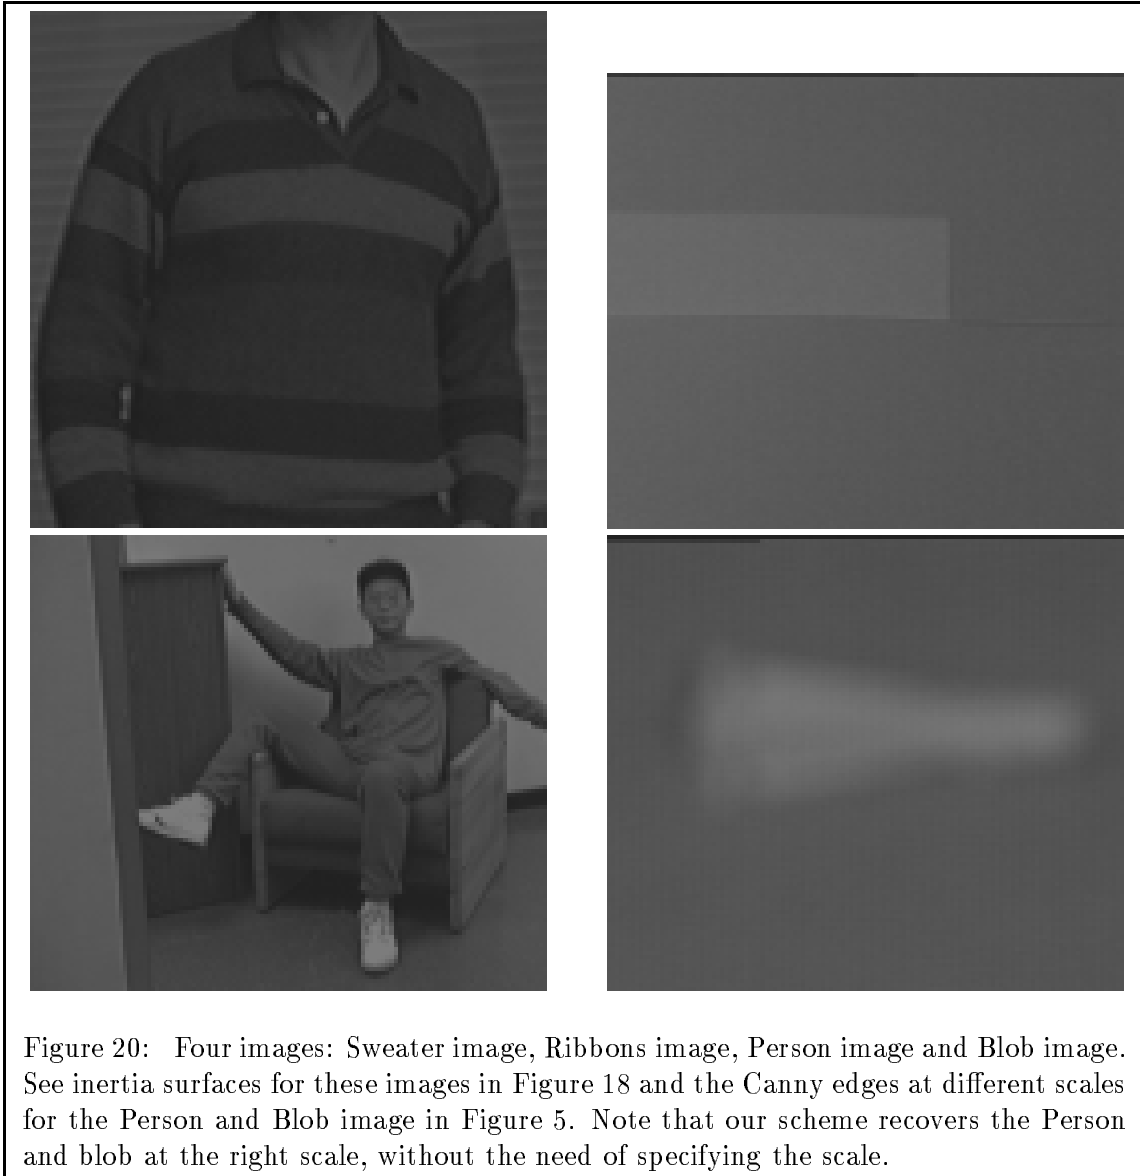 Figure 20: Four images: Sweater image, Ribbons image, Person image and Blob image.
See inertia surfaces for these images in Figure 18 and the Canny edges at different scales
for the Person and Blob image in Figure 5. Note that our scheme recovers the Person
and blob at the right scale, without the need of specifying the scale.